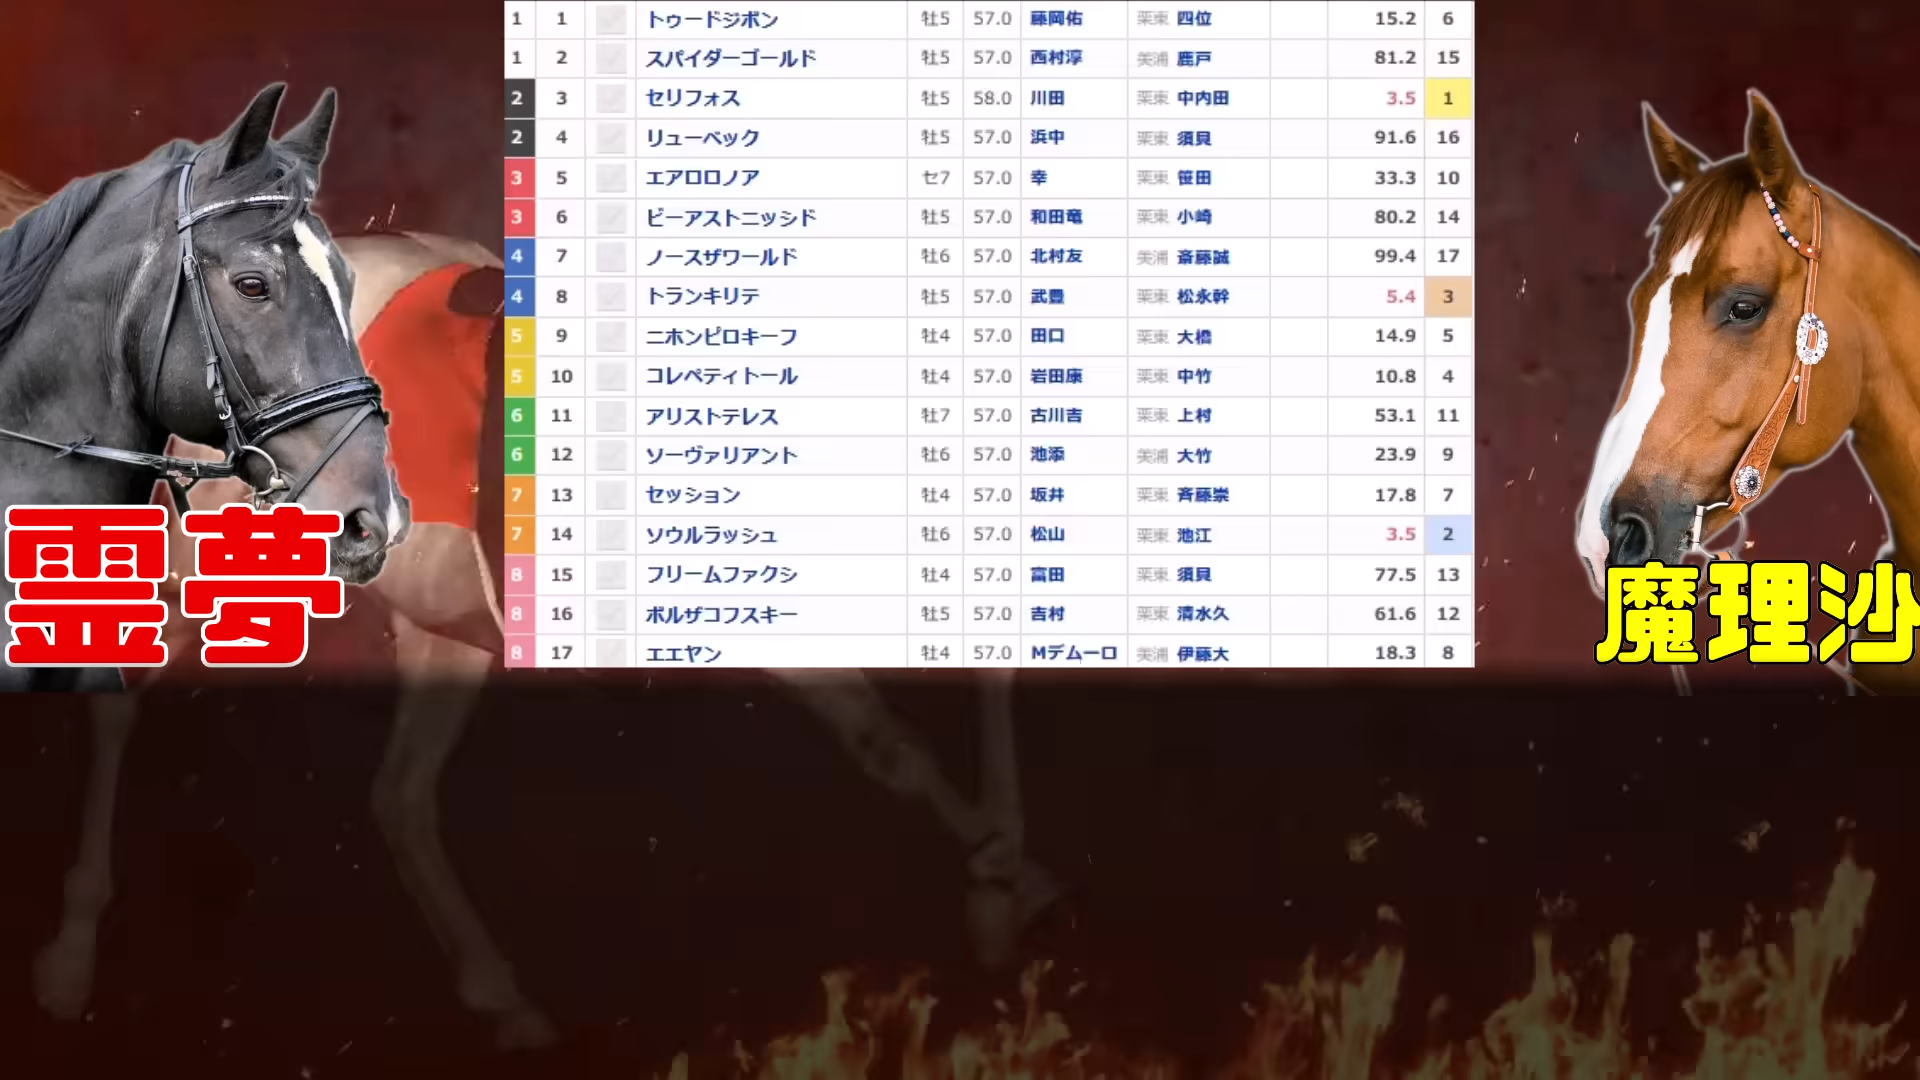 1 1 トゥードジボン 牡5 57.0 藤岡佑 栗東 四位 15.2 6
1 2 スパイダーゴールド 牡5 57.0 西村淳 美浦 鹿戸 81.2 15
2 3 セリフォス 牡5 58.0 川田 栗東 中内田 3.5 1
2 4 リューベック 牡5 57.0 浜中 栗東 須貝 91.6 16
3 5 エアロロノア セ7 57.0 幸 栗東 笹田 33.3 10
3 6 ビーアストニッシド 牡5 57.0 和田竜 栗東 小崎 80.2 14
4 7 ノースザワールド 牡6 57.0 北村友 美浦 斎藤誠 99.4 17
4 8 トランキリテ 牡5 57.0 武豊 栗東 松永幹 5.4 3
5 9 ニホンピロキーフ 牡4 57.0 田口 栗東 大橋 14.9 5
5 10 コレペティトール 牡4 57.0 岩田康 栗東 中竹 10.8 4
6 11 アリストテレス 牡7 57.0 古川吉 栗東 上村 53.1 11
6 12 ソーヴァリアント 牡6 57.0 池添 美浦 大竹 23.9 9
7 13 セッション 牡4 57.0 坂井 栗東 斉藤崇 17.8 7
7 14 ソウルラッシュ 牡6 57.0 松山 栗東 池江 3.5 2
8 15 フリームファクシ 牡4 57.0 富田 栗東 須貝 77.5 13
8 16 ボルザコフスキー 牡5 57.0 吉村 栗東 清水久 61.6 12
8 17 エエヤン 牡4 57.0 Mデムーロ 美浦 伊藤大 18.3 8
霊夢
魔理沙